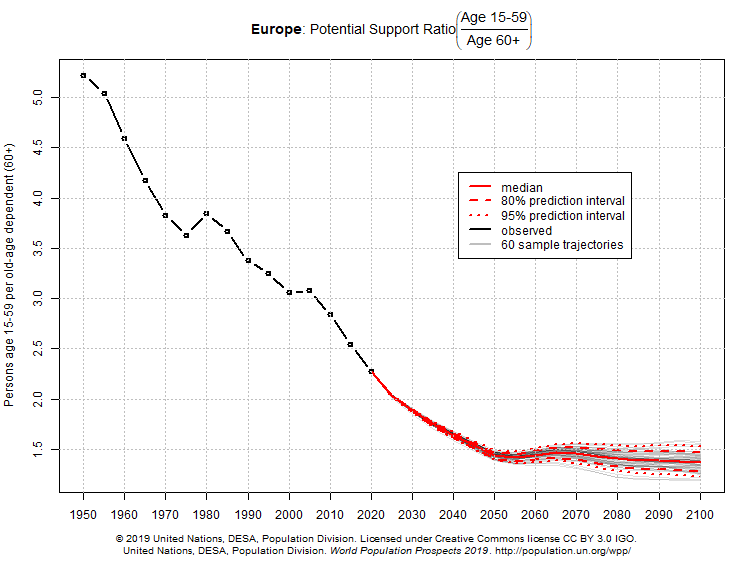 Europe: Potential Support Ratio (Age 15-59
Age 60+)
Persons age 15-59 per old-age dependent (60+)
5.0
4.5
4.0
3.5
3.0
2.5
2.0
1.5
median
80% prediction interval
95% prediction interval
observed
60 sample trajectories
1950 1960 1970 1980 1990 2000 2010 2020 2030 2040 2050 2060 2070 2080 2090 2100
© 2019 United Nations, DESA, Population Division. Licensed under Creative Commons license CC BY 3.0 IGO.
United Nations, DESA, Population Division. World Population Prospects 2019. http://population.un.org/wpp/